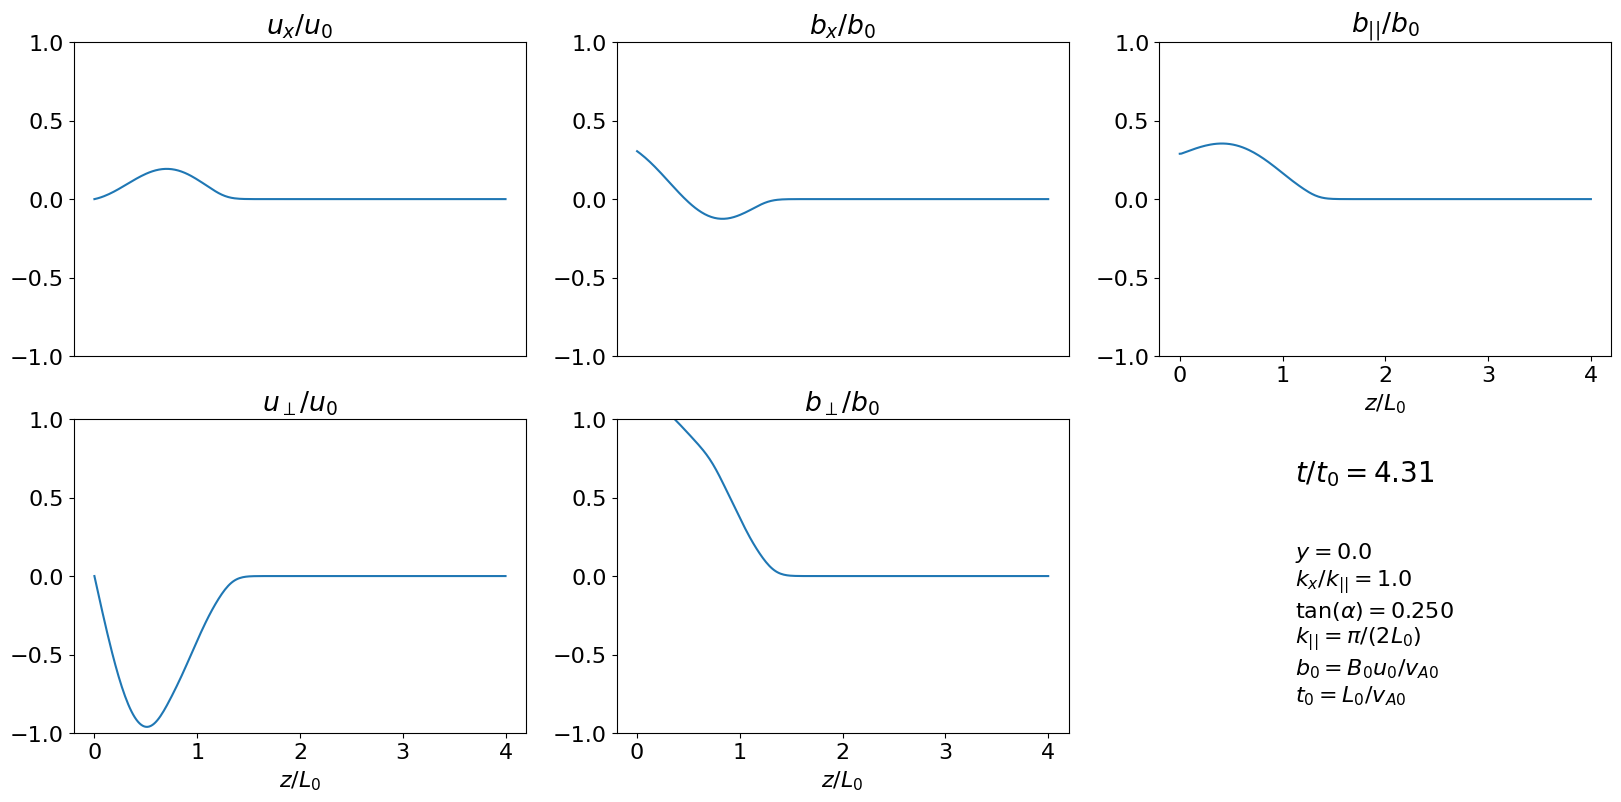 u_x/u_0
1.0
0.5
0.0
−0.5
−1.0
b_x/b_0
1.0
0.5
0.0
−0.5
−1.0
b_{||}/b_0
1.0
0.5
0.0
−0.5
−1.0
0 1 2 3 4
z/L_0
u_⊥/u_0
1.0
0.5
0.0
−0.5
−1.0
0 1 2 3 4
z/L_0
b_⊥/b_0
1.0
0.5
0.0
−0.5
−1.0
0 1 2 3 4
z/L_0
t/t_0 = 4.31
y = 0.0
k_x/k_{||} = 1.0
tan(α) = 0.250
k_{||} = π/(2L_0)
b_0 = B_0u_0/v_{A0}
t_0 = L_0/v_{A0}